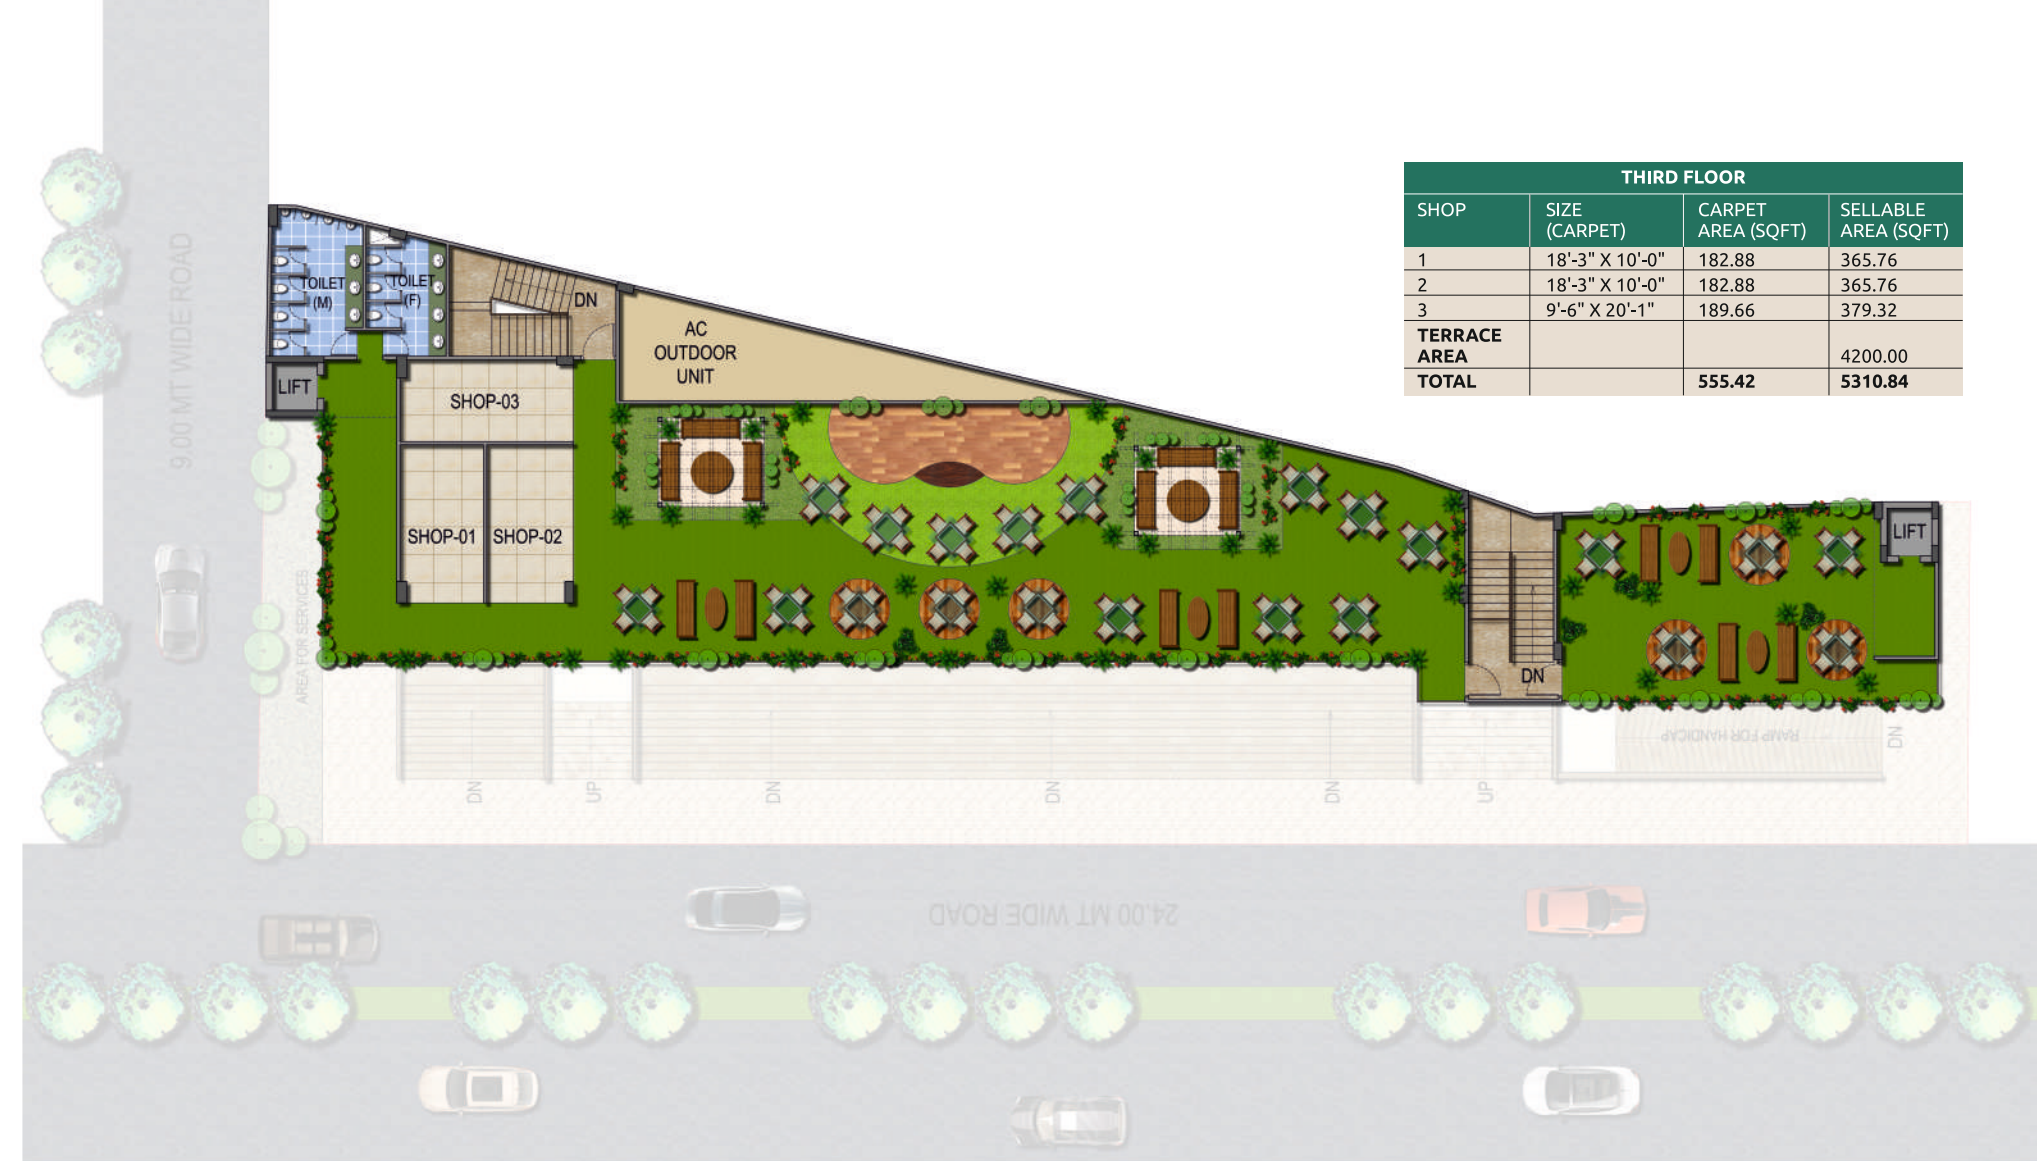 THIRD FLOOR
SHOP SIZE (CARPET) CARPET AREA (SQFT) SELLABLE AREA (SQFT)
1 18'-3" X 10'-0" 182.88 365.76
2 18'-3" X 10'-0" 182.88 365.76
3 9'-6" X 20'-1" 189.66 379.32
TERRACE AREA 4200.00
TOTAL 555.42 5310.84
9.00 MT WIDE ROAD
TOILET
(M)
TOILET
(F)
DN
AC
OUTDOOR
UNIT
LIFT
SHOP-03
SHOP-01
SHOP-02
LIFT
DN
AREA FOR SERVICES
RAMP FOR HANDICAP
DN
DN
UP
DN
DN
DN
UP
24.00 MT WIDE ROAD